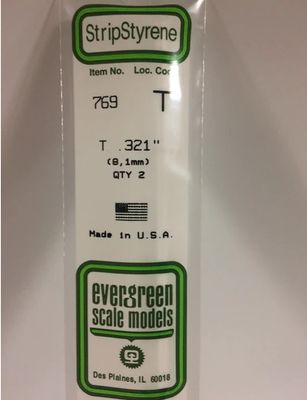 StripStyrene
Item No. Loc. Cod
769 T
T .321"
(8,1mm)
QTY 2
Made in U.S.A.
evergreen
scale models
Des Plaines, IL 60018